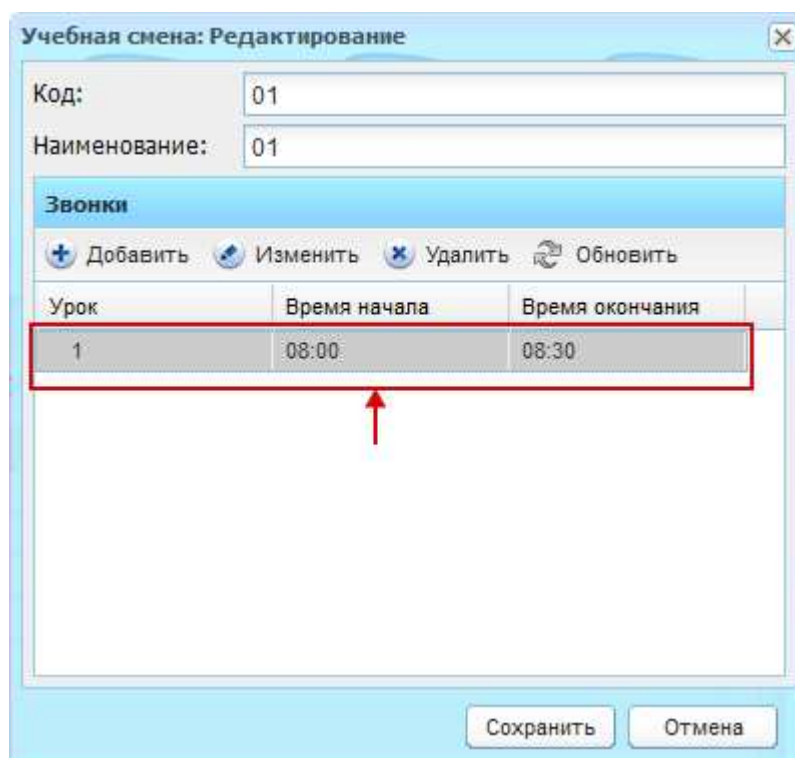 Учебная смена: Редактирование
Код: 01
Наименование: 01
Звонки
Добавить Изменить Удалить Обновить
Урок Время начала Время окончания
1 08:00 08:30
Сохранить Отмена